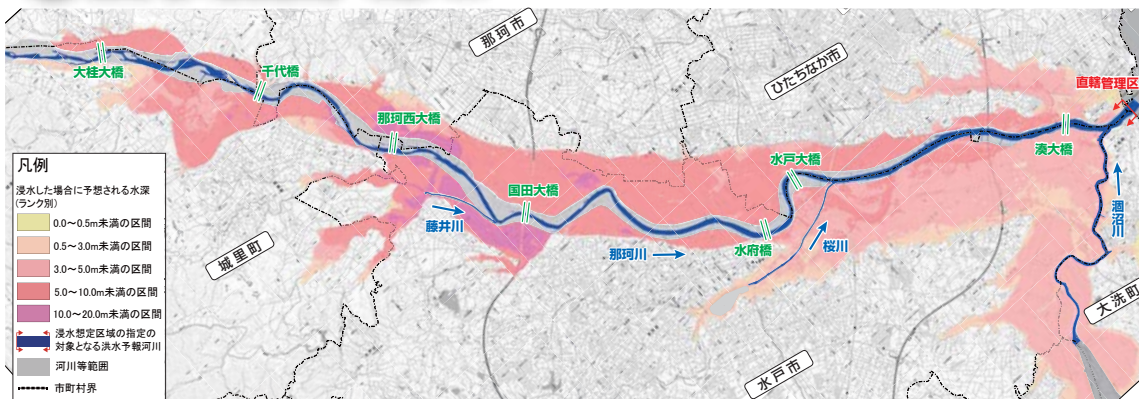 那珂市
ひたちなか市
直轄管理区
大桂大橋
千代橋
那珂西大橋
国田大橋
水戸大橋
湊大橋
水府橋
藤井川
那珂川
桜川
涸沼川
城里町
水戸市
大洗町
凡例
浸水した場合に予想される水深
(ランク別)
0.0~0.5m未満の区間
0.5~3.0m未満の区間
3.0~5.0m未満の区間
5.0~10.0m未満の区間
10.0~20.0m未満の区間
浸水想定区域の指定の
対象となる洪水予報河川
河川等範囲
市町村界